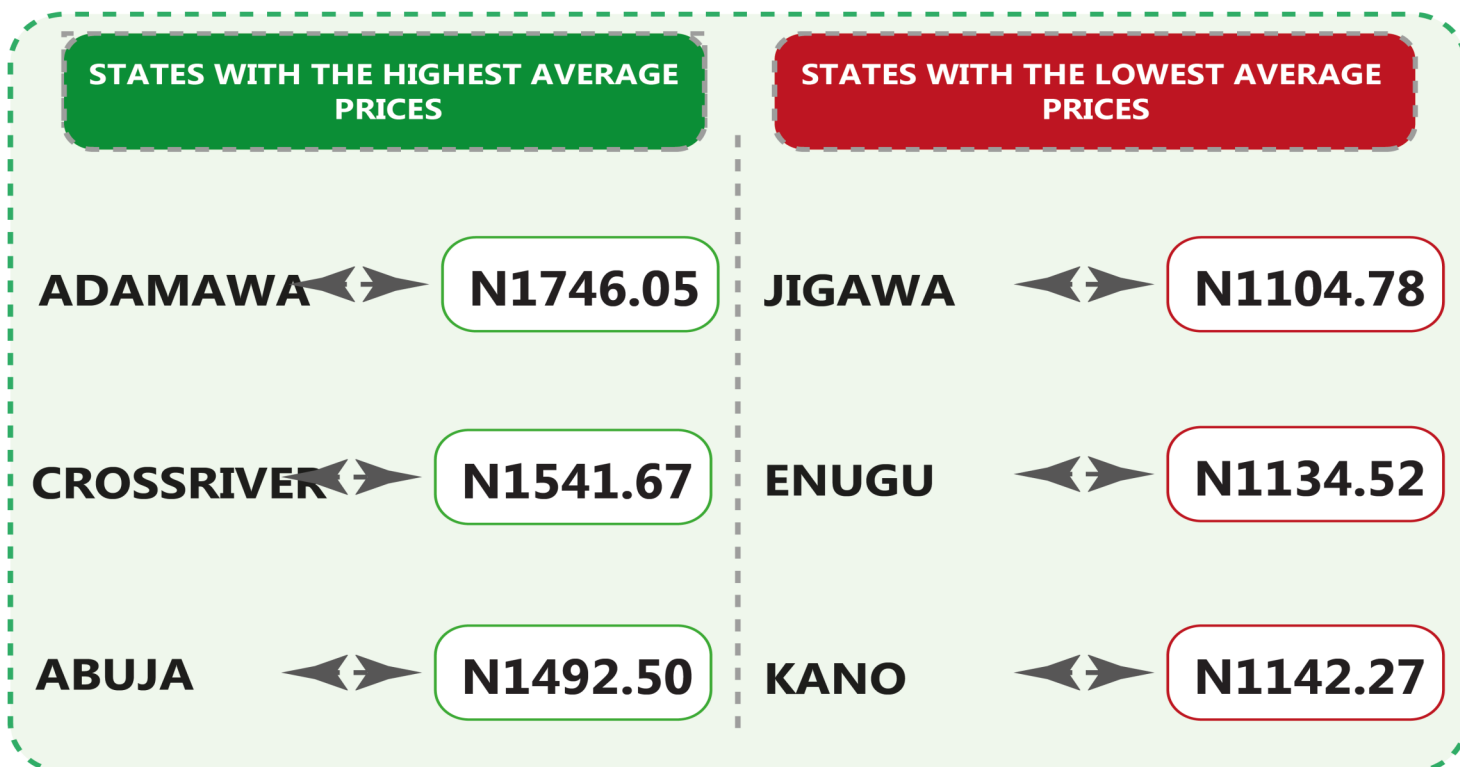 STATES WITH THE HIGHEST AVERAGE
PRICES
ADAMAWA N1746.05
CROSSRIVER N1541.67
ABUJA N1492.50
STATES WITH THE LOWEST AVERAGE
PRICES
JIGAWA N1104.78
ENUGU N1134.52
KANO N1142.27